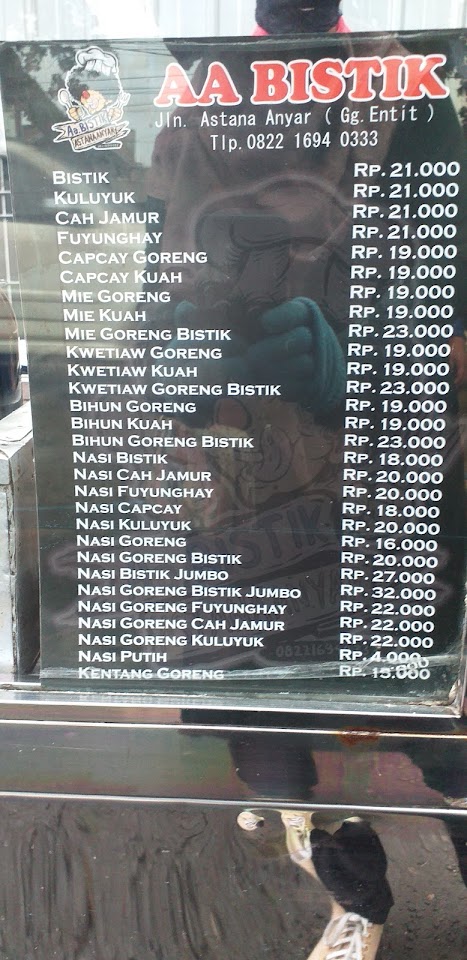 Aa. BISTIK
ASTANAANYAR
AA BISTIK
Jln. Astana Anyar ( Gg. Entit )
Tlp. 0822 1694 0333
BISTIK RP. 21.000
KULUYUK RP. 21.000
CAH JAMUR RP. 21.000
FUYUNGHAY RP. 21.000
CAPCAY GORENG RP. 19.000
CAPCAY KUAH RP. 19.000
MIE GORENG RP. 19.000
MIE KUAH RP. 19.000
MIE GORENG BISTIK RP. 23.000
KWETIAW GORENG RP. 19.000
KWETIAW KUAH RP. 19.000
KWETIAW GORENG BISTIK RP. 23.000
BIHUN GORENG RP. 19.000
BIHUN KUAH RP. 19.000
BIHUN GORENG BISTIK RP. 23.000
NASI BISTIK RP. 18.000
NASI CAH JAMUR RP. 20.000
NASI FUYUNGHAY RP. 20.000
NASI CAPCAY RP. 18.000
NASI KULUYUK RP. 20.000
NASI GORENG RP. 16.000
NASI GORENG BISTIK RP. 20.000
NASI BISTIK JUMBO RP. 27.000
NASI GORENG BISTIK JUMBO RP. 32.000
NASI GORENG FUYUNGHAY RP. 22.000
NASI GORENG CAH JAMUR RP. 22.000
NASI GORENG KULUYUK RP. 22.000
NASI PUTIH RP. 4.000
KENTANG GORENG RP. 15.000